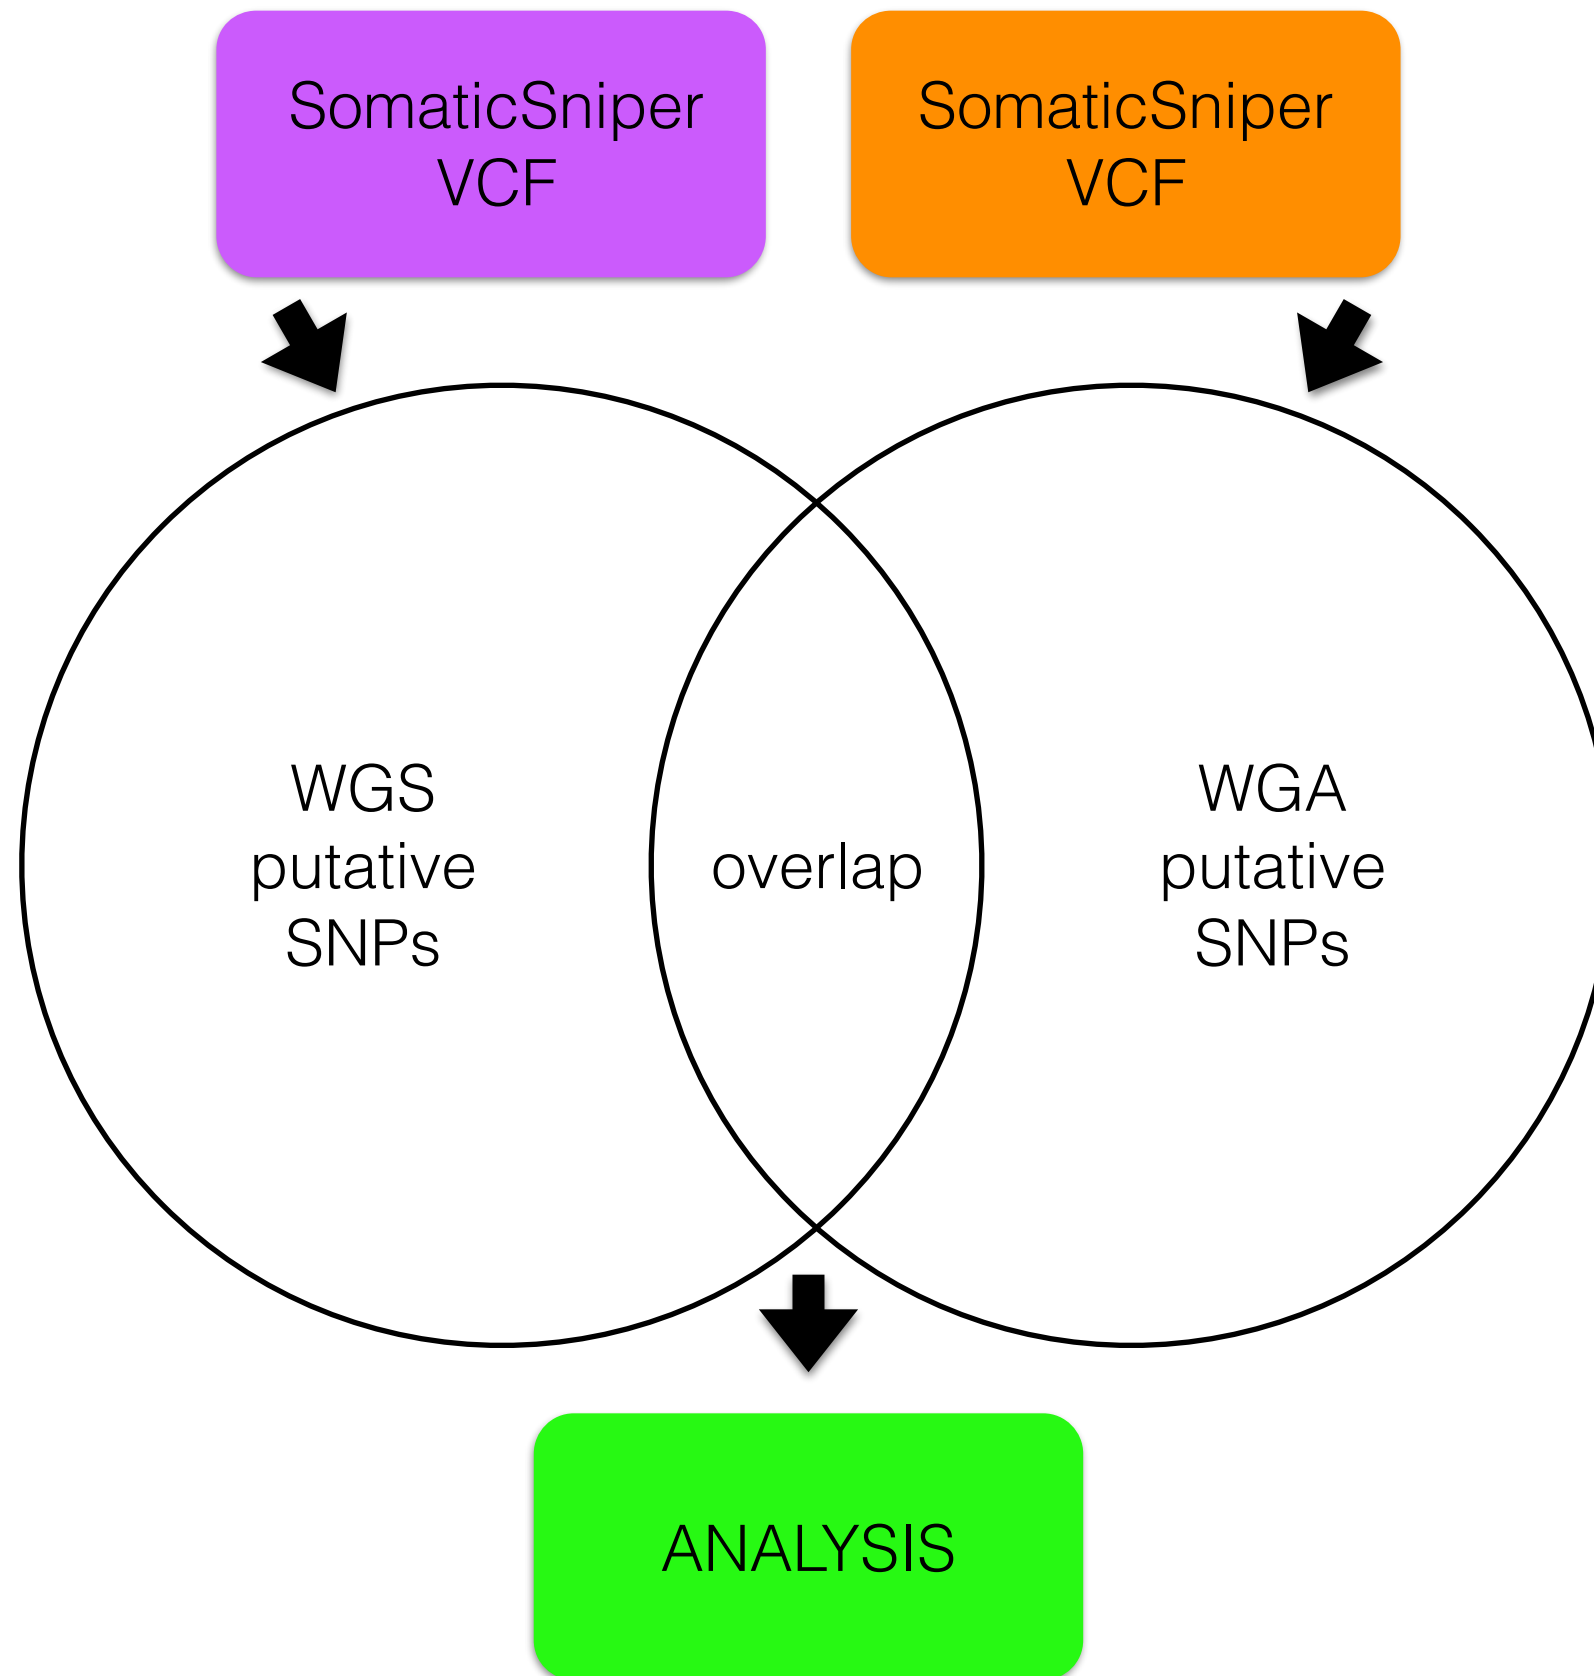 SomaticSniper
VCF
SomaticSniper
VCF
WGS
putative
SNPs
overlap
WGA
putative
SNPs
ANALYSIS